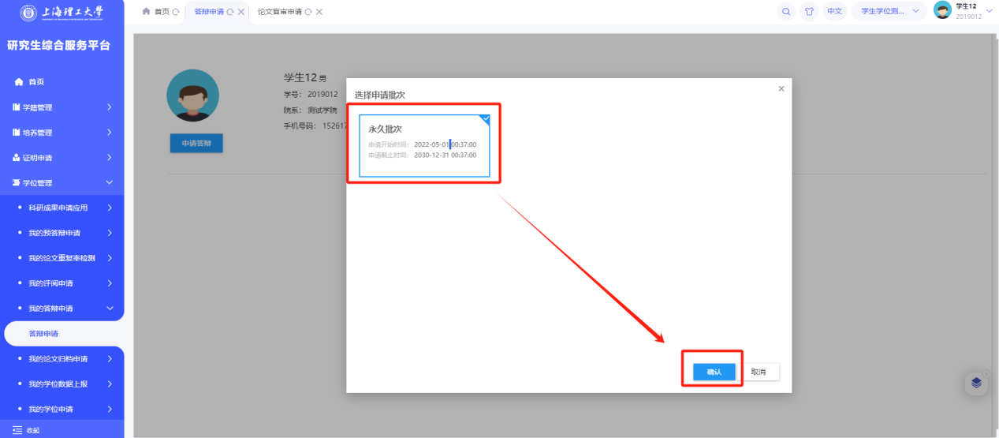 上海理工大学
研究生综合服务平台
首页
学籍管理
培养管理
证明申请
学位管理
科研成果申请应用
我的预答辩申请
我的论文重复率检测
我的评阅申请
我的答辩申请
答辩申请
我的论文归档申请
我的学位数据上报
我的学位申请
收起
首页 答辩申请 论文盲审申请
中文 学生学位测... 学生12
2019012
学生12 男
学号： 2019012
院系： 测试学院
手机号码： 15261
申请答辩
选择申请批次
永久批次
申请开始时间： 2022-05-01 00:37:00
申请截止时间： 2030-12-31 00:37:00
确认 取消